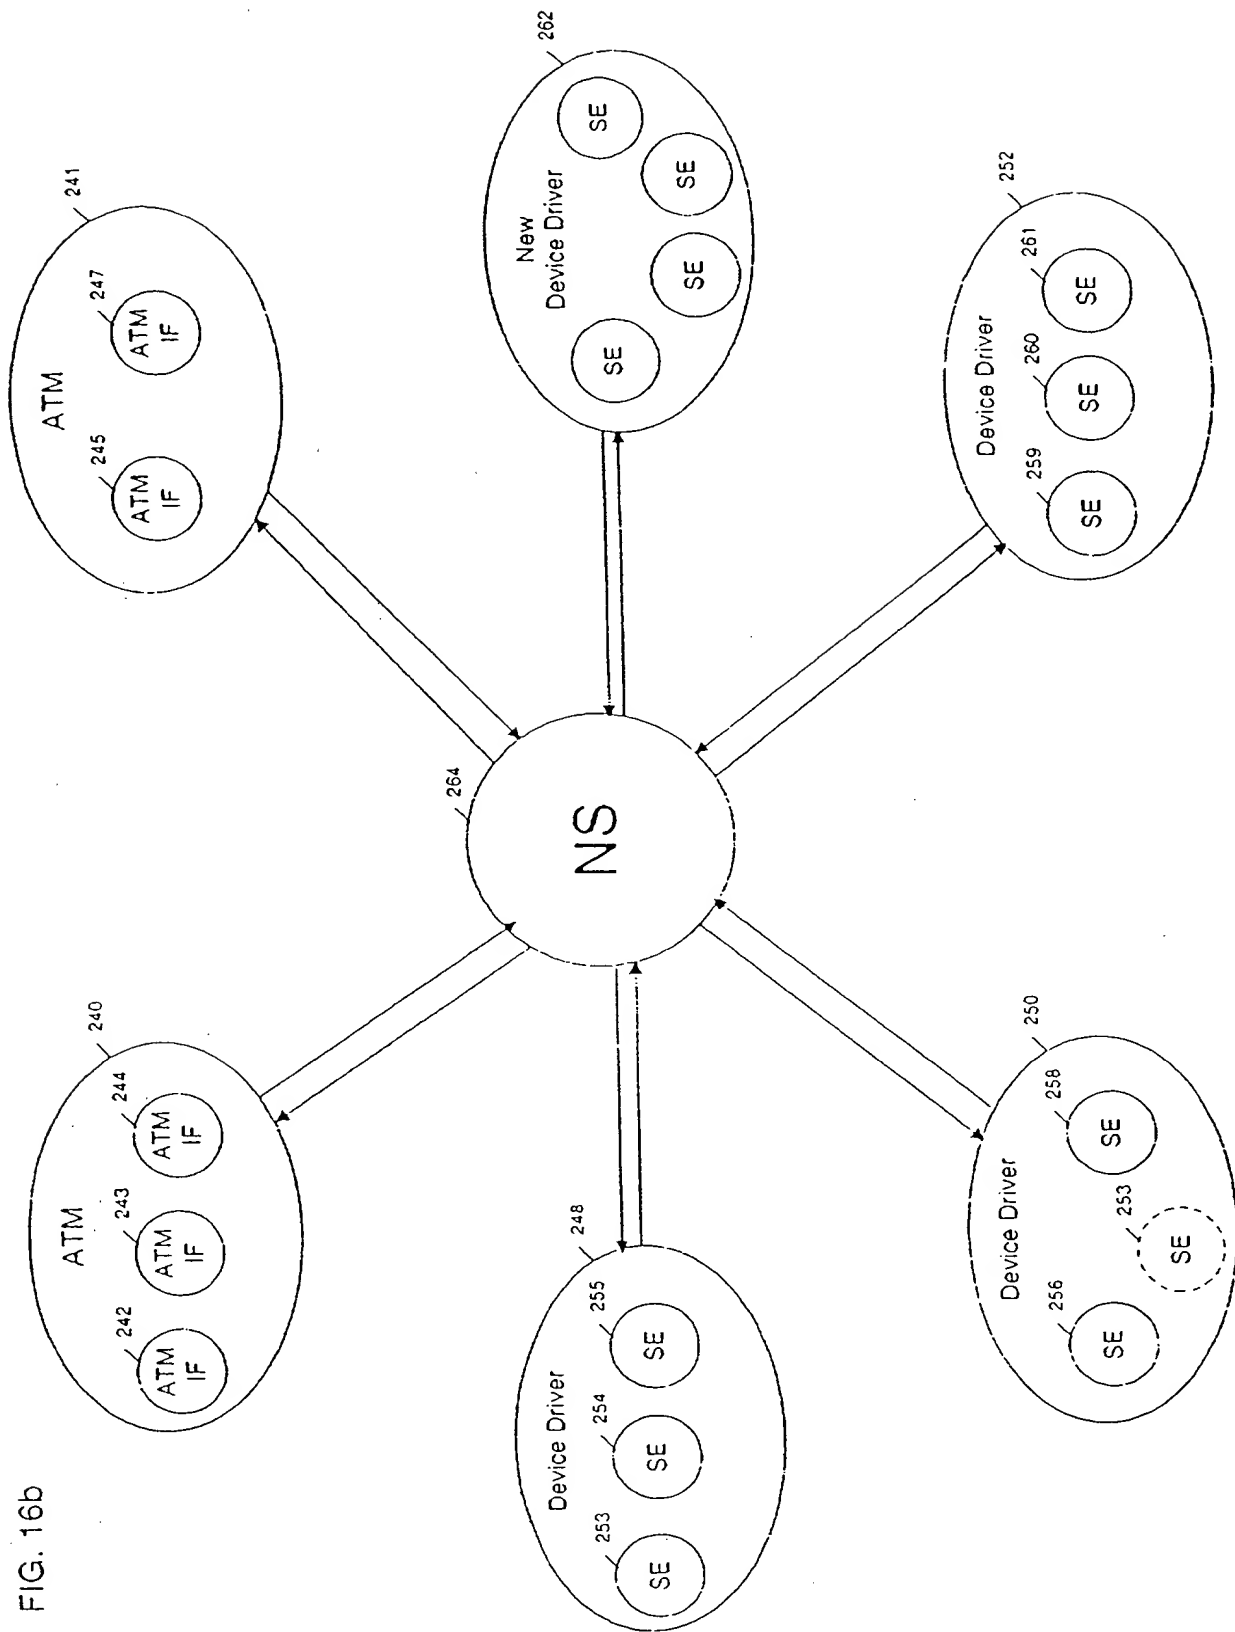 FIG. 16b
240
ATM
242
ATM
IF
243
ATM
IF
244
ATM
IF
241
ATM
245
ATM
IF
247
ATM
IF
248
Device Driver
253
SE
254
SE
255
SE
264
NS
262
New
Device Driver
SE
SE
SE
SE
250
Device Driver
256
SE
253
SE
258
SE
252
Device Driver
259
SE
260
SE
261
SE